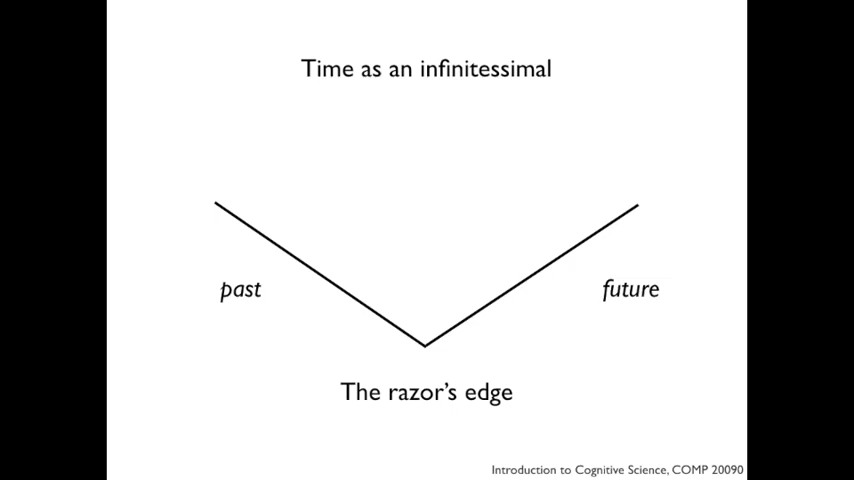 Time as an infinitessimal
past
future
The razor's edge
Introduction to Cognitive Science, COMP 20090